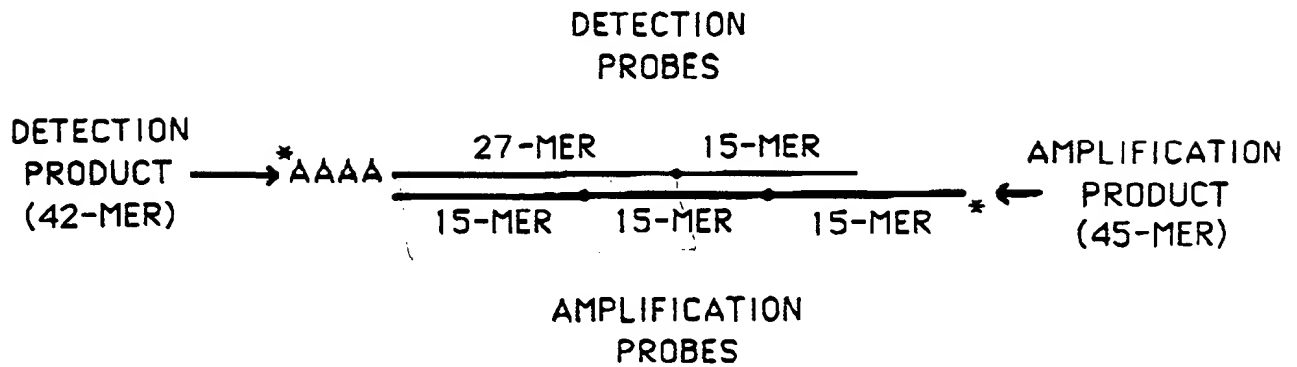 DETECTION
PROBES
DETECTION
PRODUCT
(42-MER)
*AAAA
27-MER
15-MER
AMPLIFICATION
PRODUCT
(45-MER)
15-MER
15-MER
15-MER
*
AMPLIFICATION
PROBES